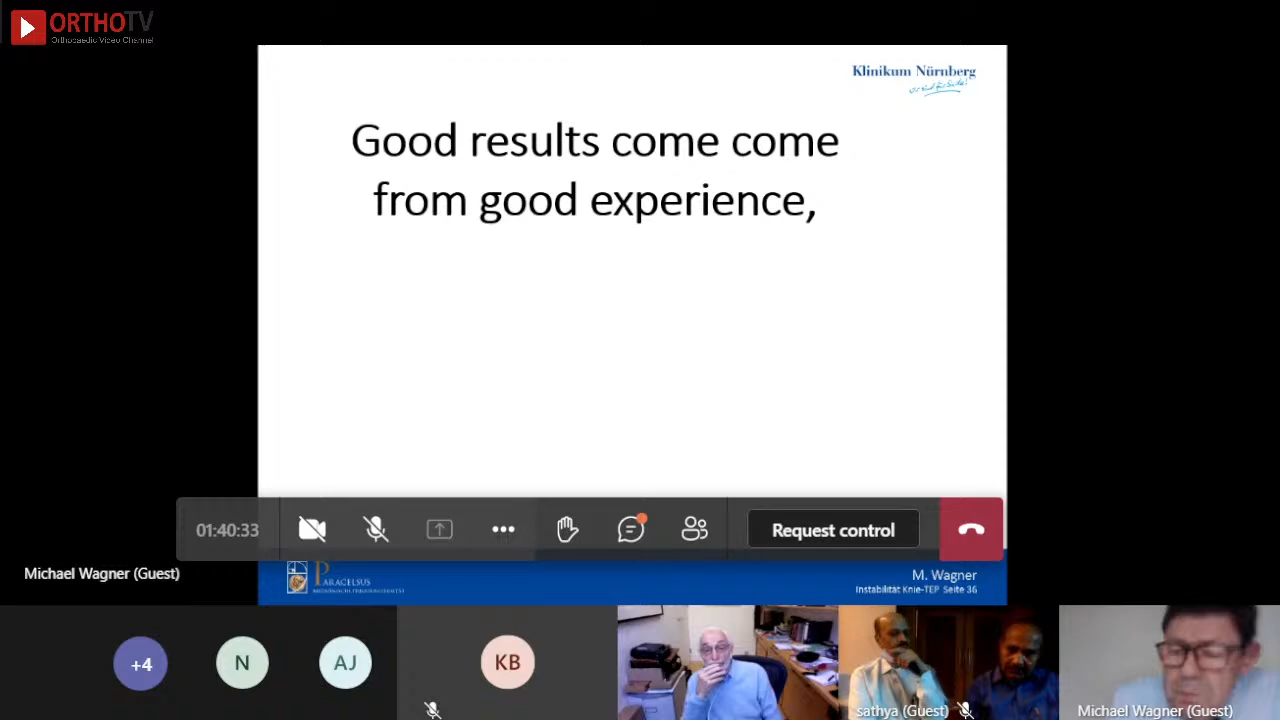 ORTHOTV
Orthopaedic Video Channel
Klinikum Nürnberg
Good results come come
from good experience,
01:40:33
Request control
Michael Wagner (Guest)
PARACELSUS
M. Wagner
Instabilität Knie-TEP Seite 36
+4
N
AJ
KB
sathya (Guest)
Michael Wagner (Guest)